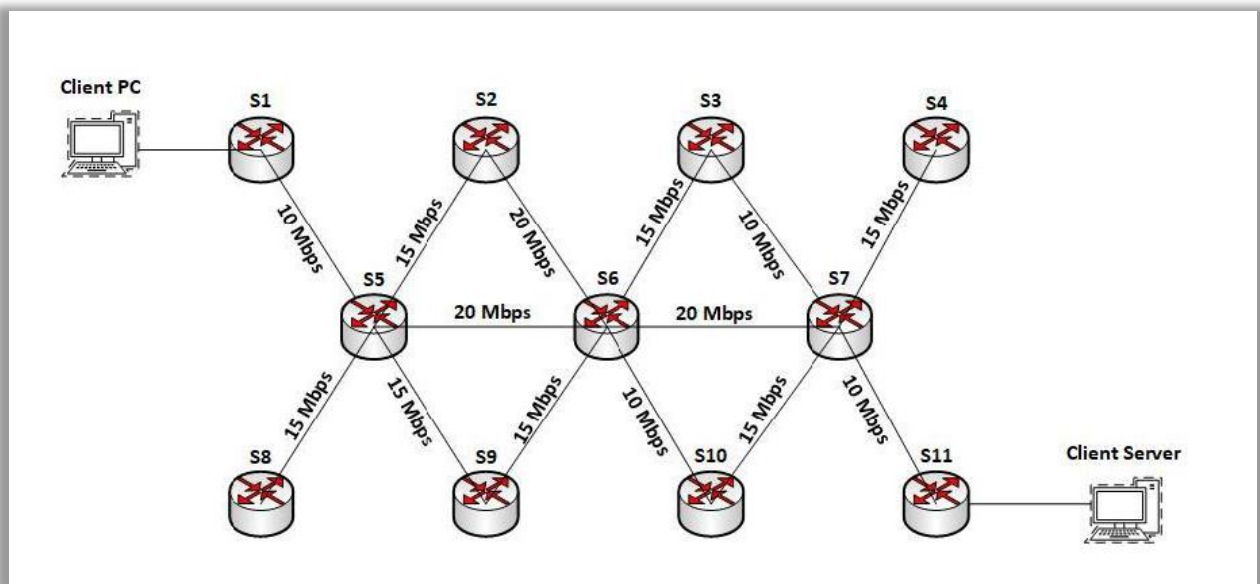 Client PC
S1
S2
S3
S4
10 Mbps
15 Mbps
20 Mbps
15 Mbps
10 Mbps
15 Mbps
S5
S6
S7
20 Mbps
20 Mbps
15 Mbps
15 Mbps
15 Mbps
10 Mbps
15 Mbps
10 Mbps
S8
S9
S10
S11
Client Server